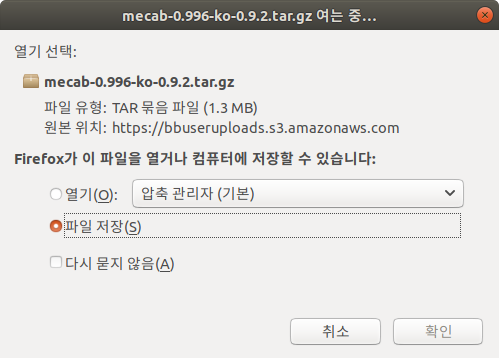 mecab-0.996-ko-0.9.2.tar.gz 여는 중...
열기 선택:
mecab-0.996-ko-0.9.2.tar.gz
파일 유형: TAR 묶음 파일 (1.3 MB)
원본 위치: https://bbuseruploads.s3.amazonaws.com
Firefox가 이 파일을 열거나 컴퓨터에 저장할 수 있습니다:
열기(O): 압축 관리자 (기본)
파일 저장(S)
다시 묻지 않음(A)
취소 확인